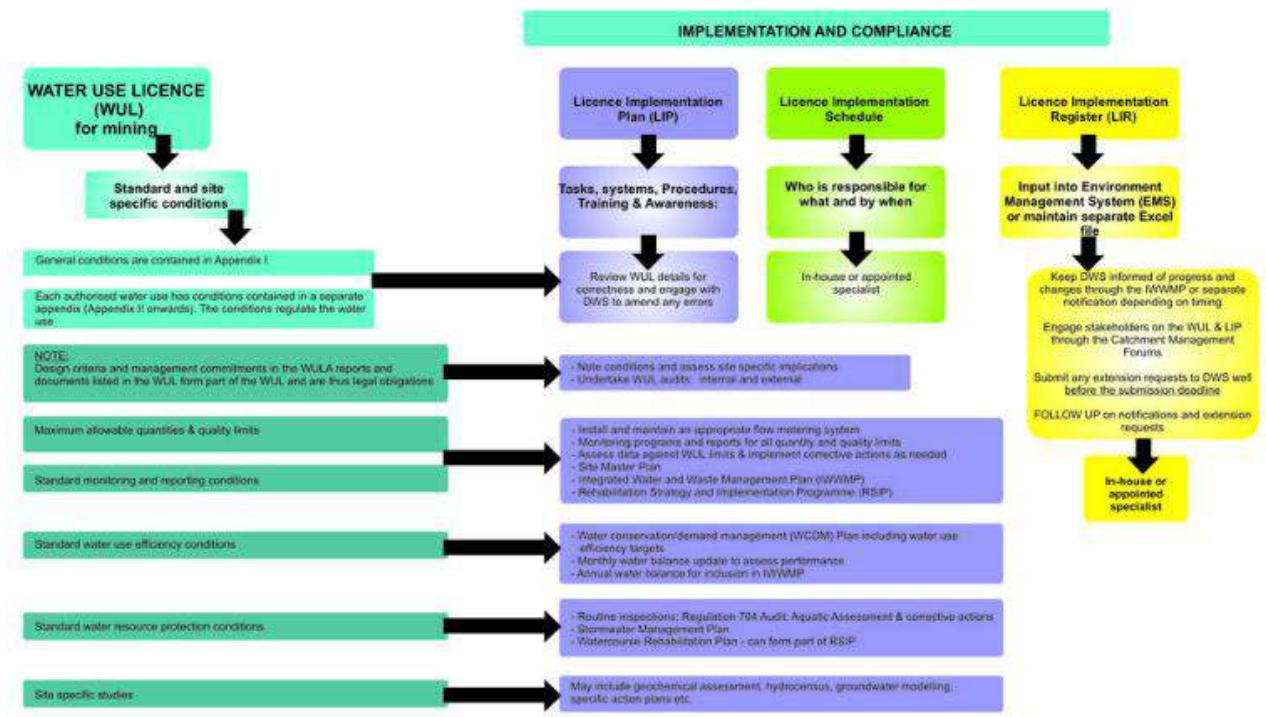 IMPLEMENTATION AND COMPLIANCE
WATER USE LICENCE
(WUL)
for mining
Standard and site
specific conditions
General conditions are contained in Appendix I
Each authorised water use has conditions contained in a separate
appendix (Appendix II onwards). The conditions regulate the water
use
NOTE:
Design criteria and management commitments in the WULA reports and
documents listed in the WUL form part of the WUL and are thus legal obligations
Maximum allowable quantities & quality limits
Standard monitoring and reporting conditions
Standard water use efficiency conditions
Standard water resource protection conditions
Site specific studies
Licence Implementation
Plan (LIP)
Tasks, systems, Procedures,
Training & Awareness:
Review WUL details for
correctness and engage with
DWS to amend any errors
- Note conditions and assess site specific implications
- Undertake WUL audits: internal and external
- Install and maintain an appropriate flow metering system
- Monitoring programs and reports for all quantity and quality limits
- Assess data against WUL limits & implement corrective actions as needed
- Site Master Plan
- Integrated Water and Waste Management Plan (IWWMP)
- Rehabilitation Strategy and Implementation Programme (RSIP)
- Water conservation/demand management (WCDM) Plan including water use
efficiency targets
- Monthly water balance update to assess performance
- Annual water balance for inclusion in IWWMP
- Routine inspections; Regulation 704 Audit; Aquatic Assessment & corrective actions
- Stormwater Management Plan
- Watercourse Rehabilitation Plan - can form part of RSIP
May include geochemical assessment, hydrocensus, groundwater modelling,
specific action plans etc.
Licence Implementation
Schedule
Who is responsible for
what and by when
In-house or appointed
specialist
Licence Implementation
Register (LIR)
Input into Environment
Management System (EMS)
or maintain separate Excel
file
Keep DWS informed of progress and
changes through the IWWMP or separate
notification depending on timing
Engage stakeholders on the WUL & LIP
through the Catchment Management
Forums
Submit any extension requests to DWS well
before the submission deadline
FOLLOW UP on notifications and extension
requests
In-house or
appointed
specialist